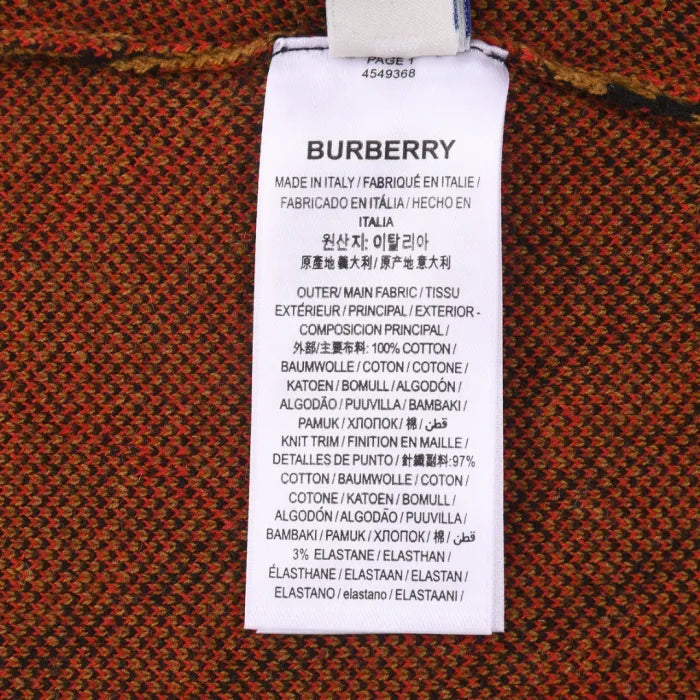 PAGE 1
4549368
BURBERRY
MADE IN ITALY / FABRIQUÉ EN ITALIE /
FABRICADO EN ITÁLIA / HECHO EN
ITALIA
원산지: 이탈리아
原產地 義大利 / 原产地 意大利
OUTER/ MAIN FABRIC / TISSU
EXTÉRIEUR / PRINCIPAL / EXTERIOR -
COMPOSICION PRINCIPAL /
外部/主要布料: 100% COTTON /
BAUMWOLLE / COTON / COTONE /
KATOEN / BOMULL / ALGODÓN /
ALGODÃO / PUUVILLA / BAMBAKI /
PAMUK / ХЛОПОК / 棉 / قطن /
KNIT TRIM / FINITION EN MAILLE /
DETALLES DE PUNTO / 針織副料:97%
COTTON / BAUMWOLLE / COTON /
COTONE / KATOEN / BOMULL /
ALGODÓN / ALGODÃO / PUUVILLA /
BAMBAKI / PAMUK / ХЛОПОК / 棉 / قطن /
3% ELASTANE / ELASTHAN /
ÉLASTHANE / ELASTAAN / ELASTAN /
ELASTANO / elastano / ELASTAANI /